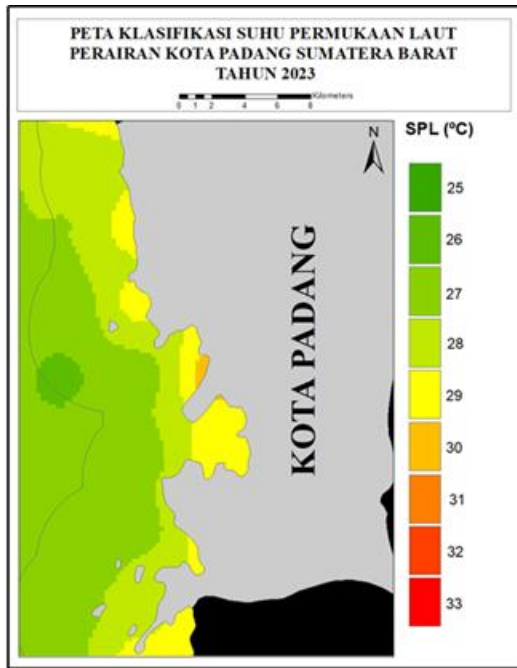 PETA KLASIFIKASI SUHU PERMUKAAN LAUT
PERAIRAN KOTA PADANG SUMATERA BARAT
TAHUN 2023
Kilometers
0 1 2 4 6 8
N
SPL (ºC)
25
26
27
28
29
30
31
32
33
KOTA PADANG